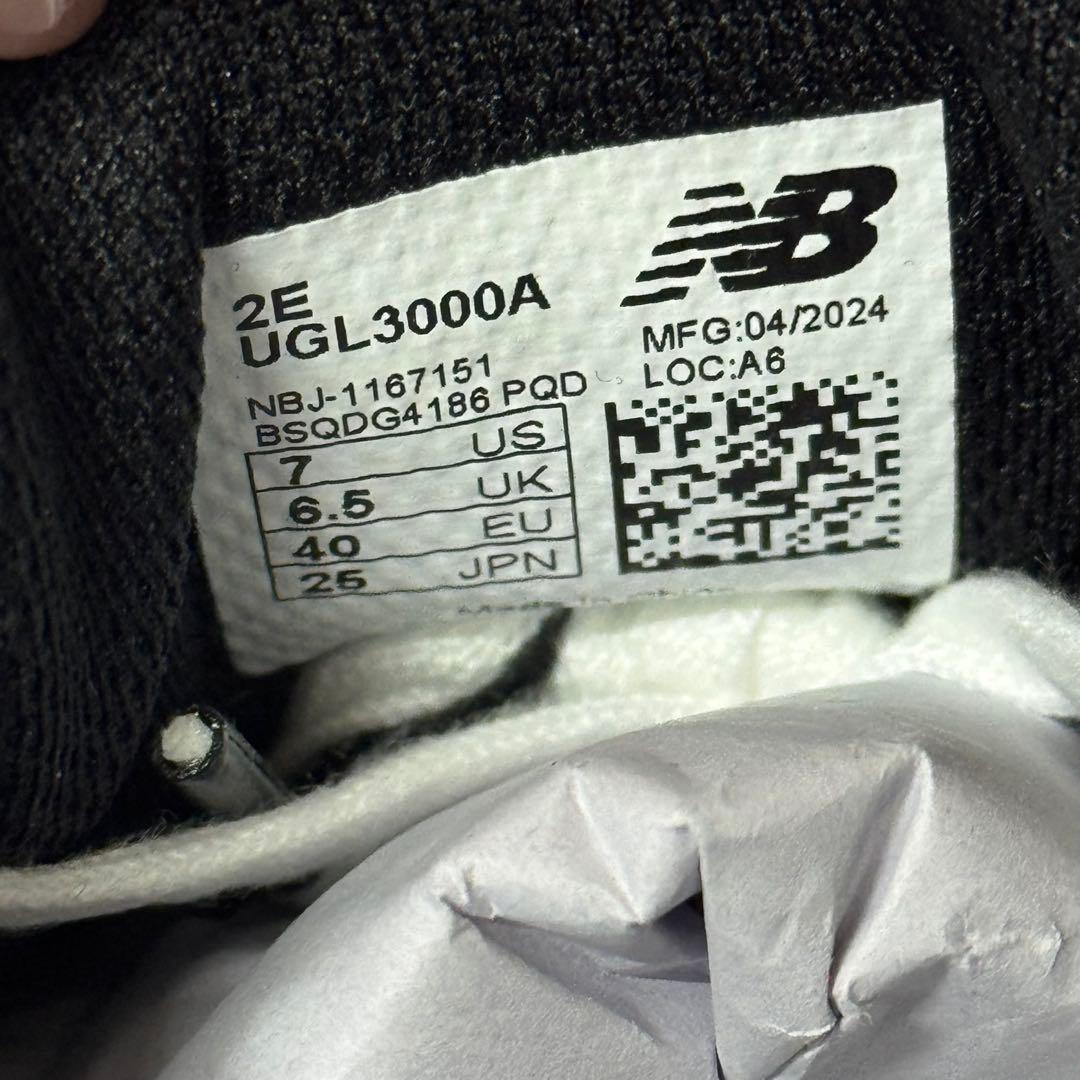 NB
2E
UGL3000A
MFG:04/2024
LOC:A6
NBJ-1167151
BSQDG4186 PQD
7 US
6.5 UK
40 EU
25 JPN